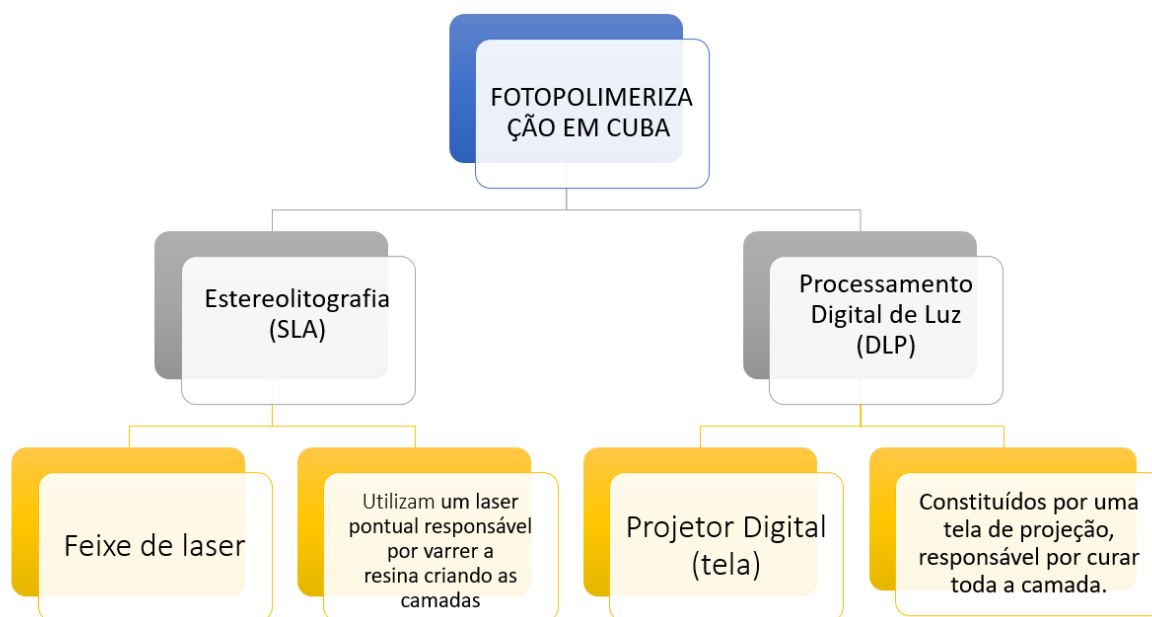 FOTOPOLIMERIZA
ÇÃO EM CUBA
Estereolitografia
(SLA)
Processamento
Digital de Luz
(DLP)
Feixe de laser
Utilizam um laser
pontual responsável
por varrer a
resina criando as
camadas
Projetor Digital
(tela)
Constituídos por uma
tela de projeção,
responsável por curar
toda a camada.